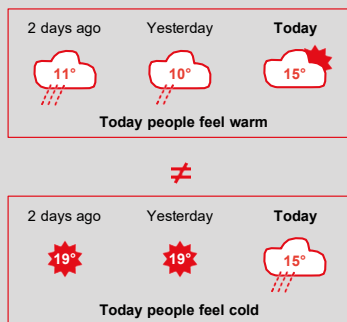 2 days ago Yesterday Today
11° 10° 15°
Today people feel warm
≠
2 days ago Yesterday Today
19° 19° 15°
Today people feel cold